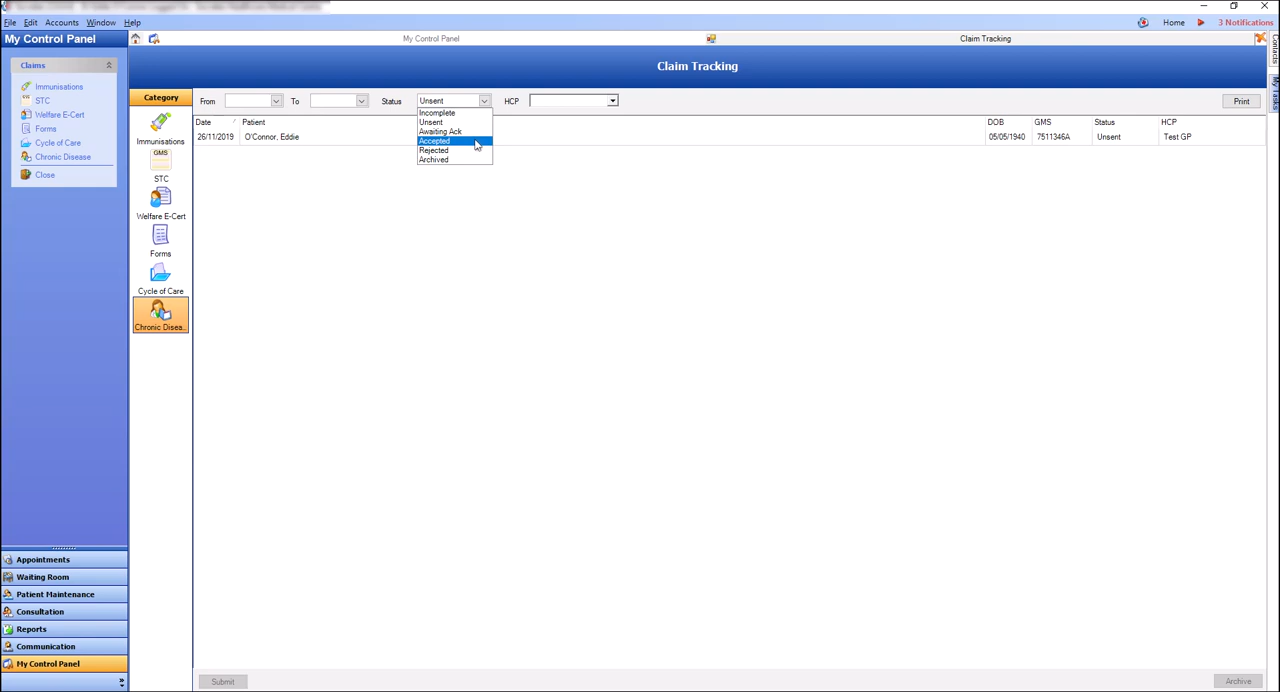 File Edit Accounts Window Help
Home 3 Notifications
My Control Panel
My Control Panel
Claim Tracking
Contacts
My Tasks
Claims
Immunisations
STC
Welfare E-Cert
Forms
Cycle of Care
Chronic Disease
Close
Claim Tracking
Category
Immunisations
GMS
STC
Welfare E-Cert
Forms
Cycle of Care
Chronic Disea...
From To Status Unsent HCP Print
Incomplete
Unsent
Awaiting Ack
Accepted
Rejected
Archived
Date Patient DOB GMS Status HCP
26/11/2019 O'Connor. Eddie 05/05/1940 7511346A Unsent Test GP
Appointments
Waiting Room
Patient Maintenance
Consultation
Reports
Communication
My Control Panel
Submit Archive